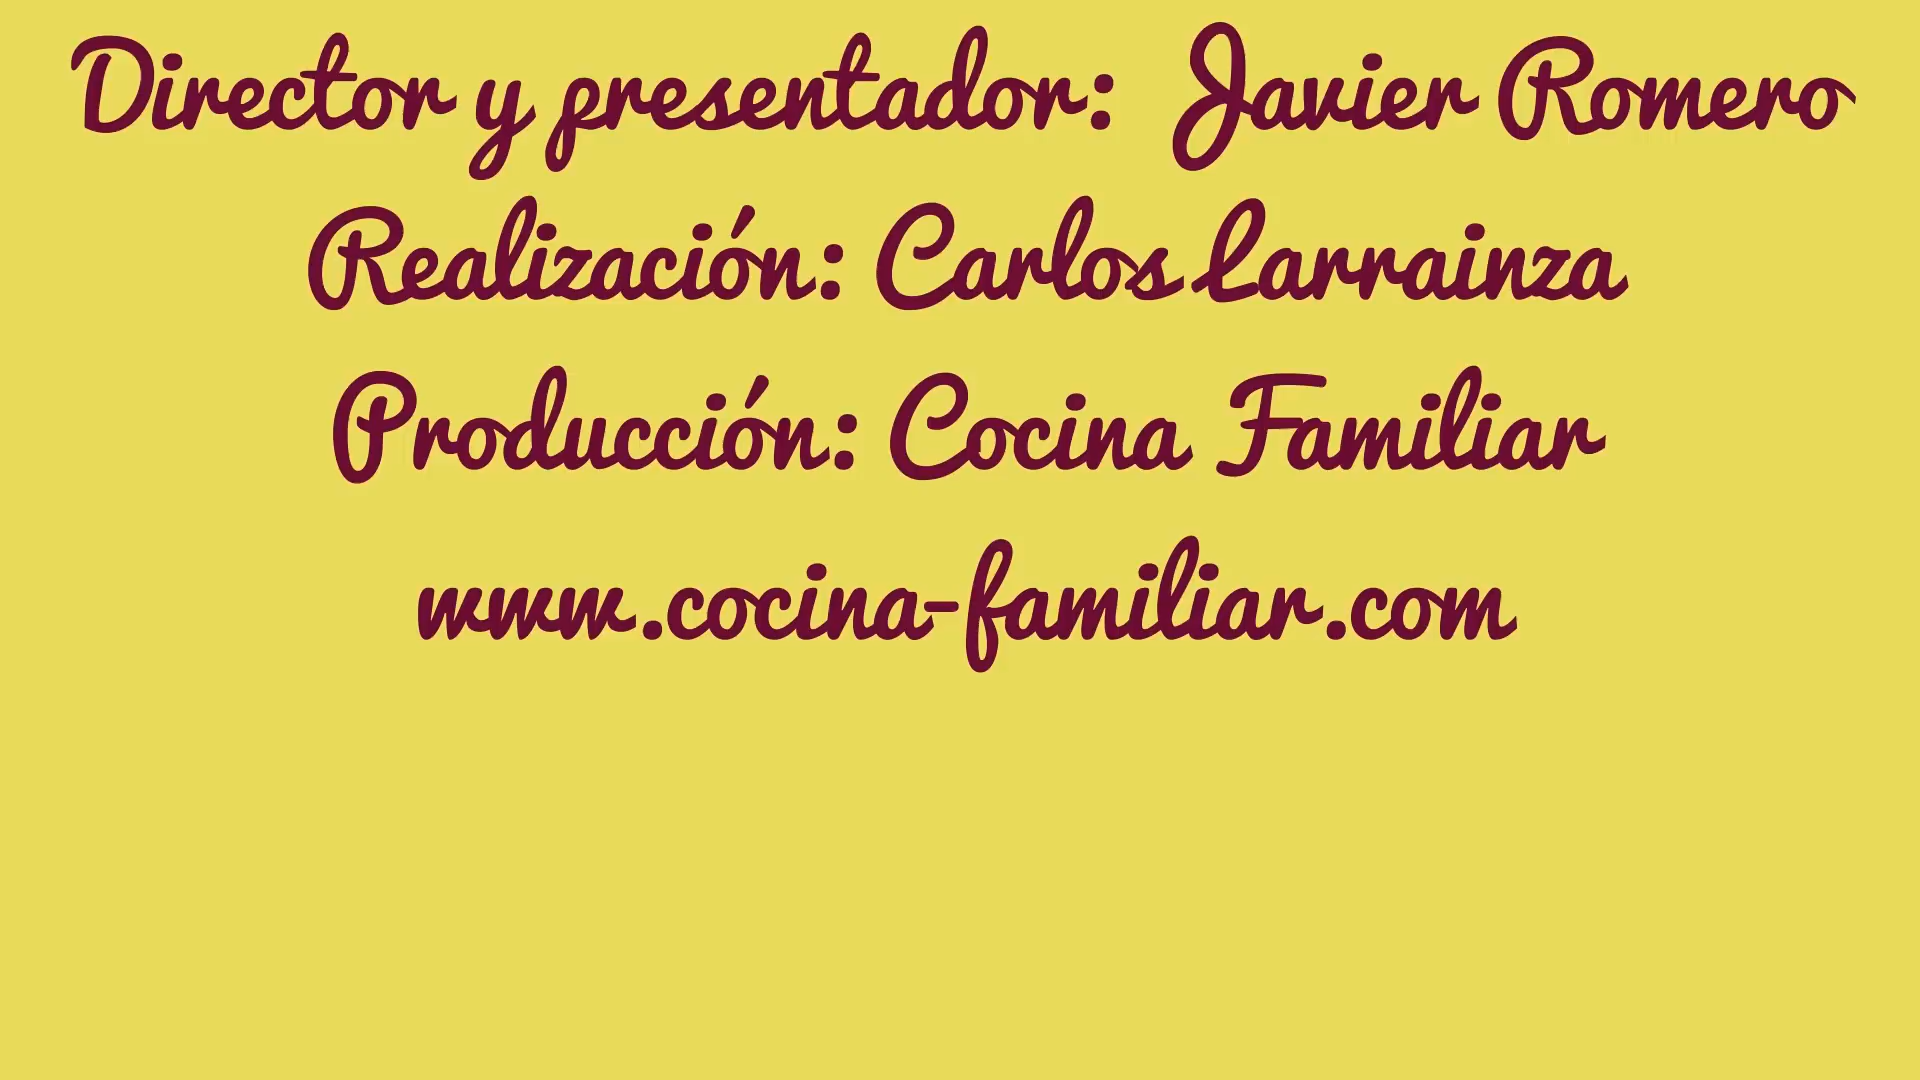 Director y presentador: Javier Romero
Realización: Carlos Larrainza
Producción: Cocina Familiar
www.cocina-familiar.com